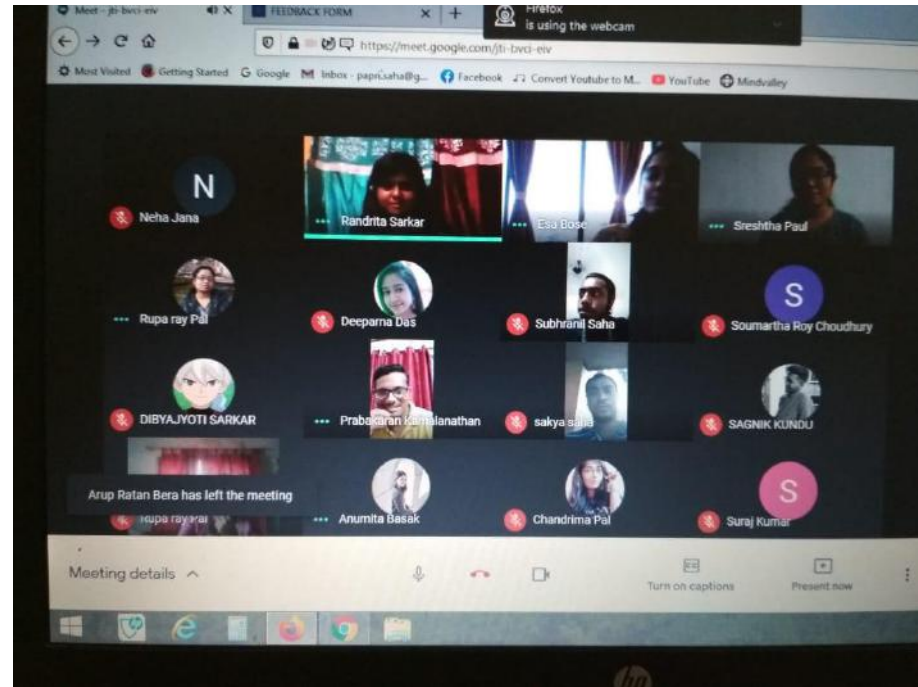 Meet - jti-bvci-eiv
FEEDBACK FORM
Firefox
is using the webcam
https://meet.google.com/jti-bvci-eiv
Most Visited Getting Started Google Inbox - papri.saha@g... Facebook Convert Youtube to M... YouTube Mindvalley
N
Neha Jana
Randrita Sarkar
Esa Bose
Sreshtha Paul
Rupa ray Pal
Deeparna Das
Subhranil Saha
S
Soumartha Roy Choudhury
DIBYAJYOTI SARKAR
Prabakaran Kamalanathan
sakya saha
SAGNIK KUNDU
Arup Ratan Bera has left the meeting
Rupa ray Pal
Anumita Basak
Chandrima Pal
S
Suraj Kumar
Meeting details
Turn on captions
Present now
hp